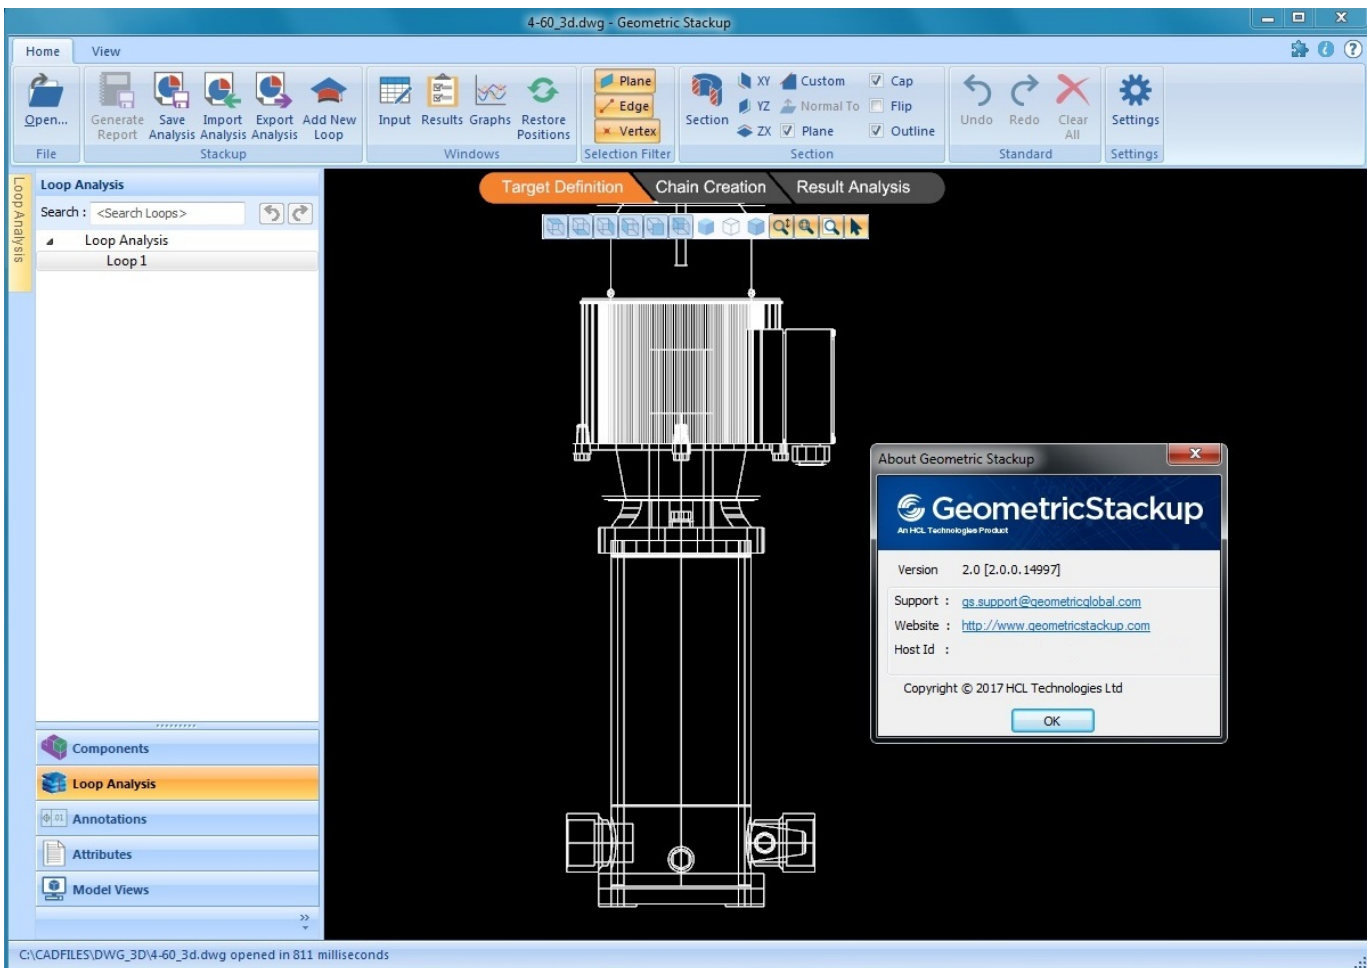 4-60_3d.dwg - Geometric Stackup
Home View
Open... Generate Report Save Analysis Import Analysis Export Analysis Add New Loop Input Results Graphs Restore Positions
Plane
Edge
Vertex
Section
XY Custom Cap
YZ Normal To Flip
ZX Plane Outline
Undo Redo Clear All Settings
File Stackup Windows Selection Filter Section Standard Settings
Loop Analysis
Loop Analysis
Search : <Search Loops>
Loop Analysis
Loop 1
Target Definition Chain Creation Result Analysis
About Geometric Stackup
GeometricStackup
An HCL Technologies Product
Version 2.0 [2.0.0.14997]
Support : gs.support@geometricglobal.com
Website : http://www.geometricstackup.com
Host Id :
Copyright © 2017 HCL Technologies Ltd
OK
Components
Loop Analysis
Annotations
Attributes
Model Views
C:\CADFILES\DWG_3D\4-60_3d.dwg opened in 811 milliseconds